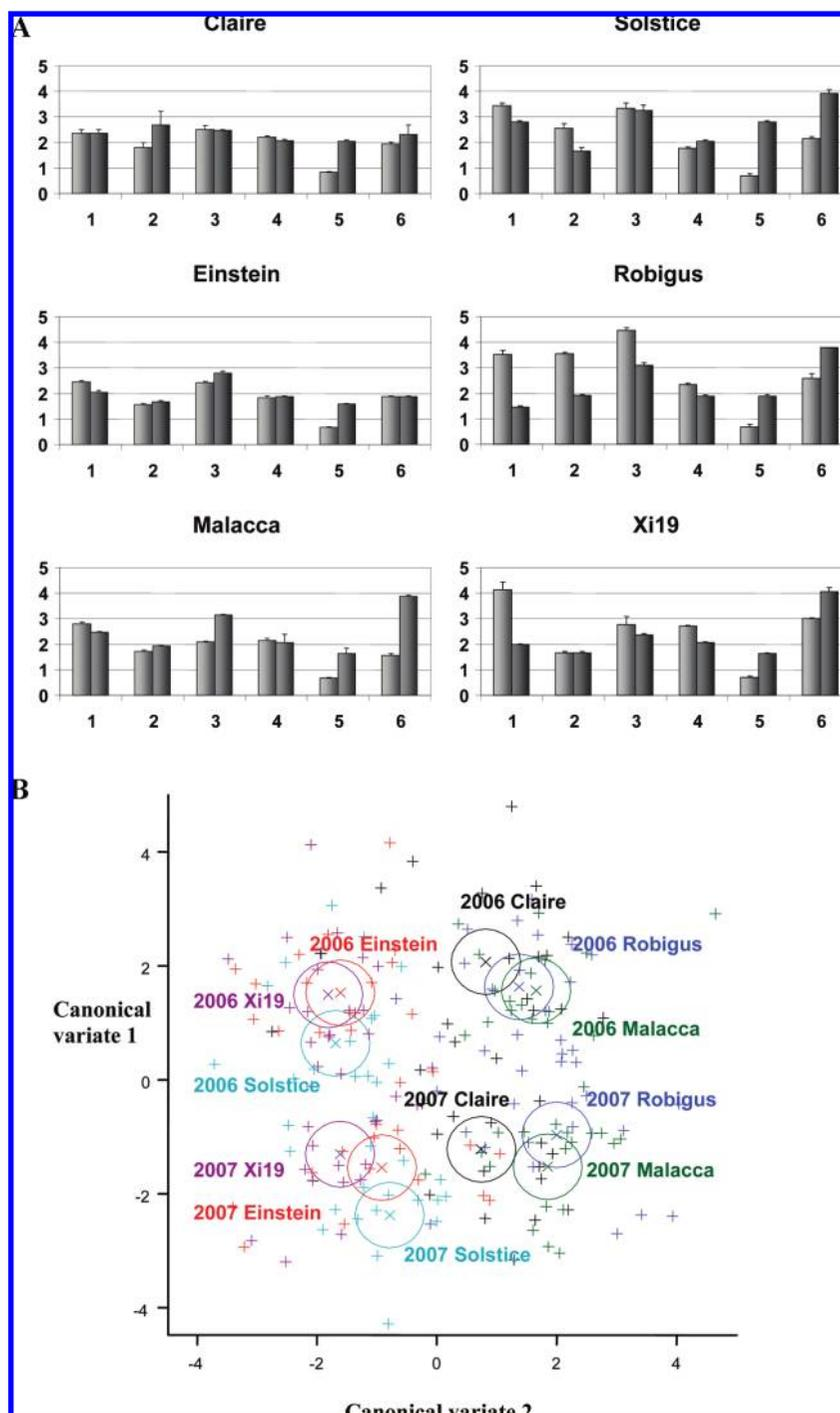 A
Claire
Solstice
5
4
3
2
1
0
1 2 3 4 5 6
5
4
3
2
1
0
1 2 3 4 5 6
Einstein
Robigus
5
4
3
2
1
0
1 2 3 4 5 6
5
4
3
2
1
0
1 2 3 4 5 6
Malacca
Xi19
5
4
3
2
1
0
1 2 3 4 5 6
5
4
3
2
1
0
1 2 3 4 5 6
B
Canonical
variate 1
4
2
0
-2
-4
2006 Claire
2006 Einstein
2006 Robigus
2006 Xi19
2006 Malacca
2006 Solstice
2007 Claire
2007 Robigus
2007 Xi19
2007 Malacca
2007 Einstein
2007 Solstice
-4 -2 0 2 4
Canonical variate 2